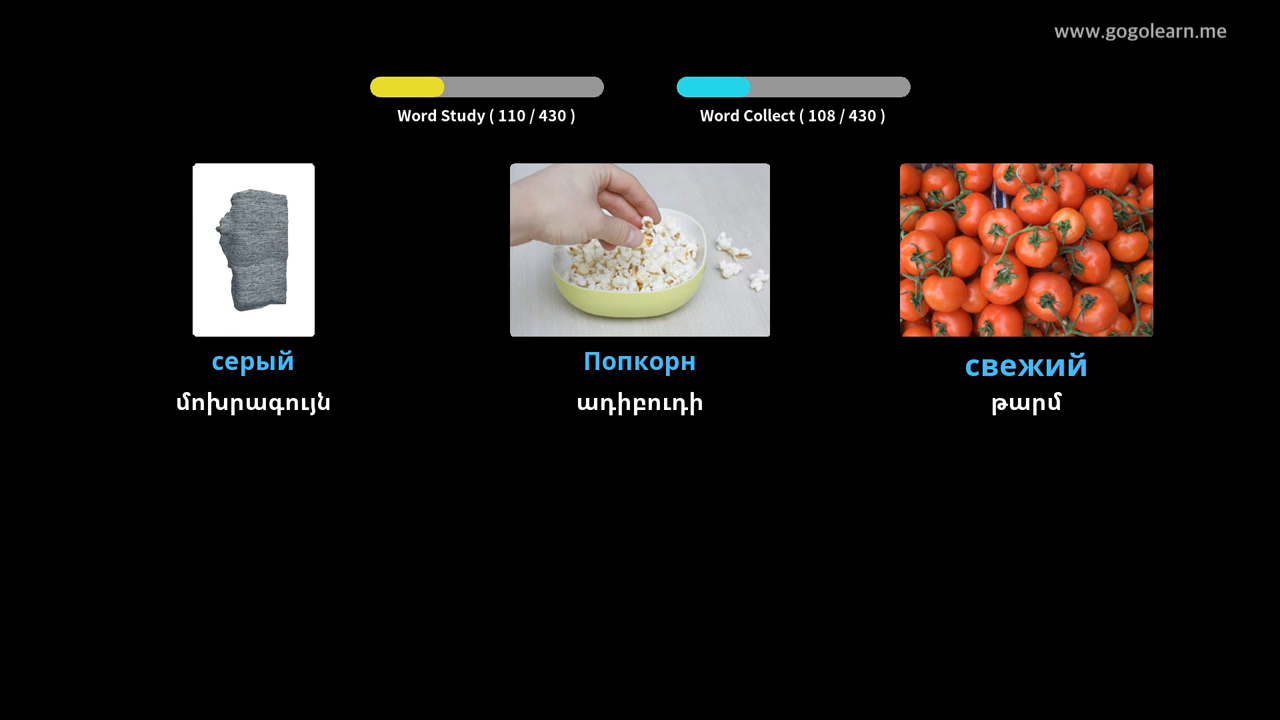 www.gogolearn.me
Word Study ( 110 / 430 )
Word Collect ( 108 / 430 )
серый
Попкорн
свежий
մոխրագույն
ադիբուդի
թարմ